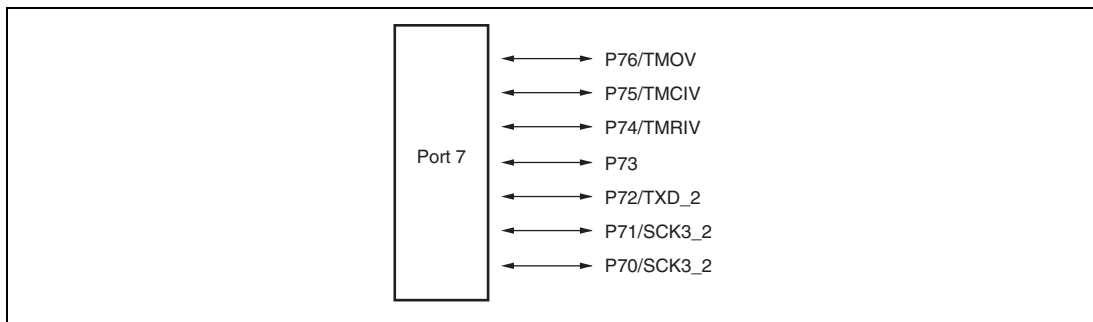 Port 7
P76/TMOV
P75/TMCIV
P74/TMRIV
P73
P72/TXD_2
P71/SCK3_2
P70/SCK3_2